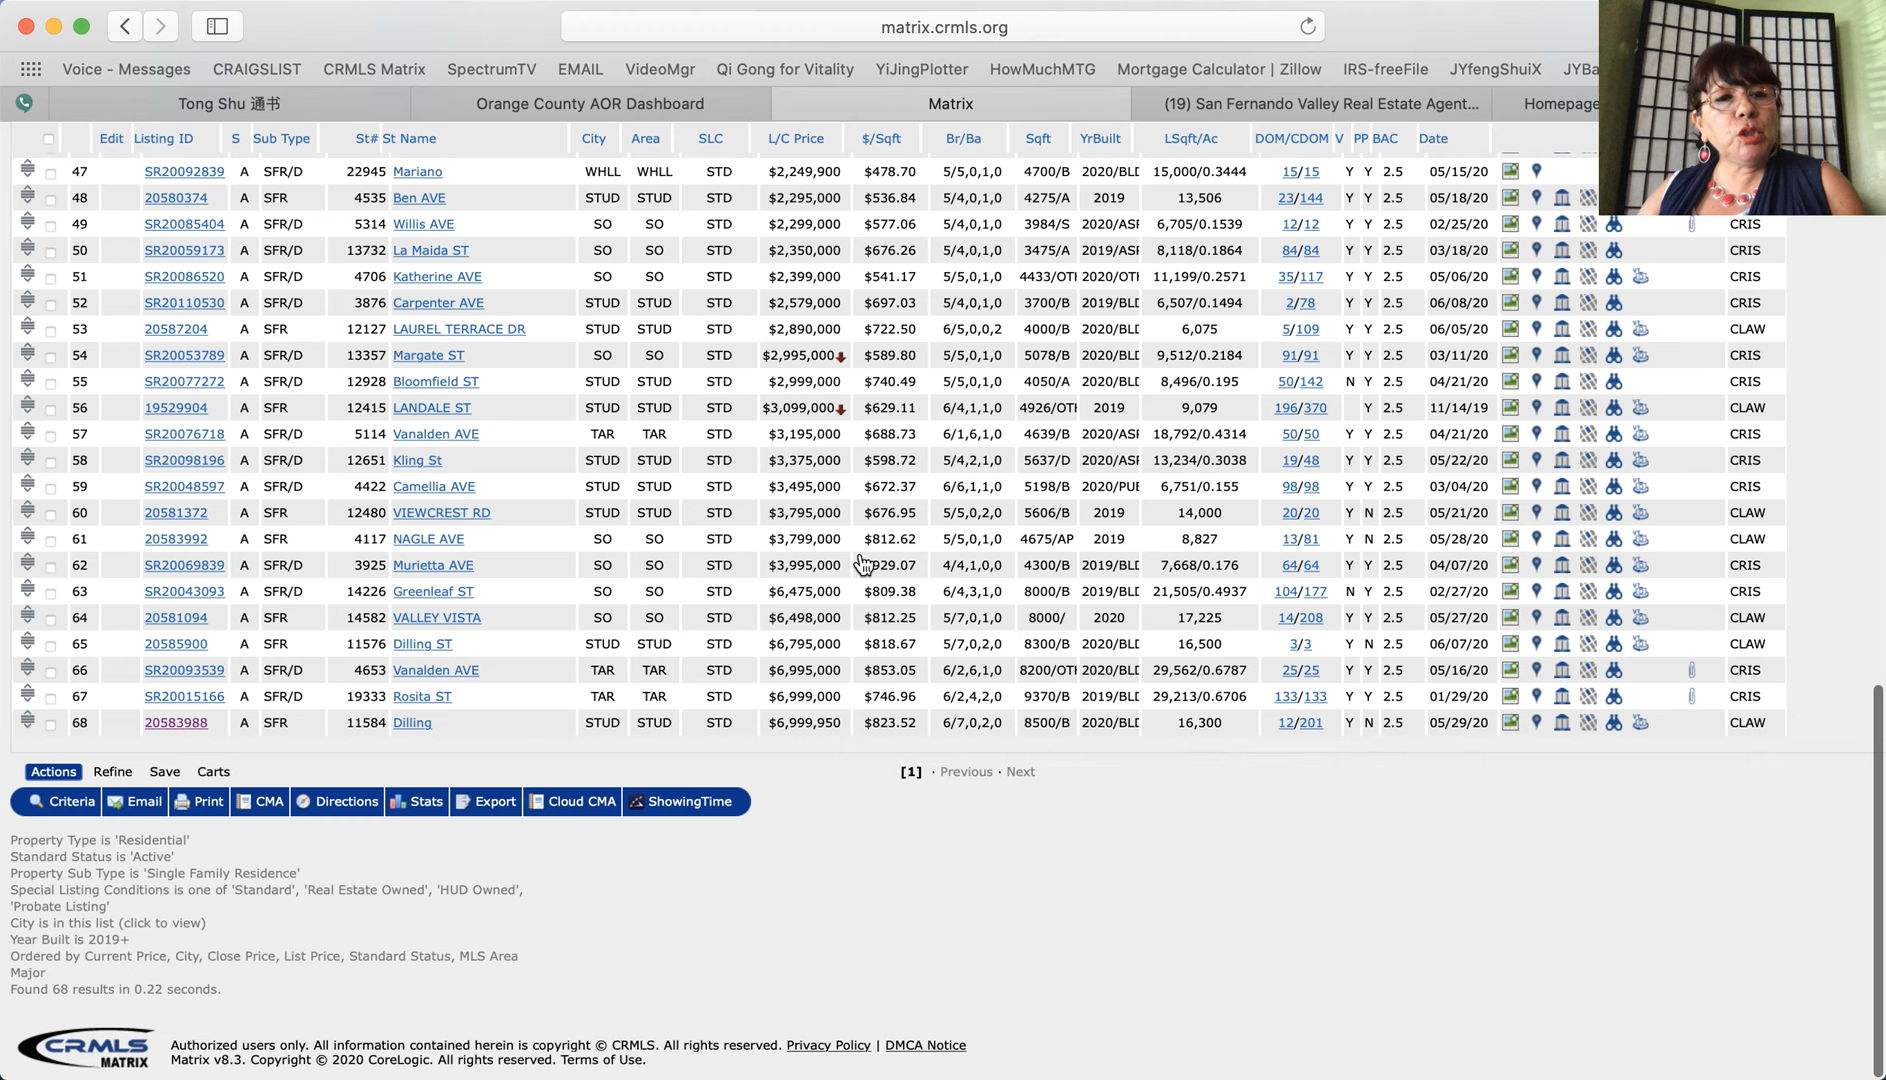 matrix.crmls.org
Voice - Messages CRAIGSLIST CRMLS Matrix SpectrumTV EMAIL VideoMgr Qi Gong for Vitality YiJingPlotter HowMuchMTG Mortgage Calculator | Zillow IRS-freeFile JYfengShuiX
Tong Shu 通书 Orange County AOR Dashboard Matrix (19) San Fernando Valley Real Estate Agent... Homepage
Edit Listing ID S Sub Type St# St Name City Area SLC L/C Price $/Sqft Br/Ba Sqft YrBuilt LSqft/Ac DOM/CDOM V PP BAC Date
47 SR20092839 A SFR/D 22945 Mariano WHLL WHLL STD $2,249,900 $478.70 5/5,0,1,0 4700/B 2020/BLD 15,000/0.3444 15/15 Y Y 2.5 05/15/20
48 20580374 A SFR 4535 Ben AVE STUD STUD STD $2,295,000 $536.84 5/4,0,1,0 4275/A 2019 13,506 23/144 Y Y 2.5 05/18/20
49 SR20085404 A SFR/D 5314 Willis AVE SO SO STD $2,299,000 $577.06 5/4,0,1,0 3984/S 2020/ASF 6,705/0.1539 12/12 Y Y 2.5 02/25/20 CRIS
50 SR20059173 A SFR/D 13732 La Maida ST SO SO STD $2,350,000 $676.26 5/4,0,1,0 3475/A 2019/ASF 8,118/0.1864 84/84 Y Y 2.5 03/18/20 CRIS
51 SR20086520 A SFR/D 4706 Katherine AVE SO SO STD $2,399,000 $541.17 5/5,0,1,0 4433/OTH 2020/OTH 11,199/0.2571 35/117 Y Y 2.5 05/06/20 CRIS
52 SR20110530 A SFR/D 3876 Carpenter AVE STUD STUD STD $2,579,000 $697.03 5/4,0,1,0 3700/B 2019/BLD 6,507/0.1494 2/78 Y Y 2.5 06/08/20 CRIS
53 20587204 A SFR 12127 LAUREL TERRACE DR STUD STUD STD $2,890,000 $722.50 6/5,0,0,2 4000/B 2020/BLD 6,075 5/109 Y Y 2.5 06/05/20 CLAW
54 SR20053789 A SFR/D 13357 Margate ST SO SO STD $2,995,000 $589.80 5/5,0,1,0 5078/B 2020/BLD 9,512/0.2184 91/91 Y Y 2.5 03/11/20 CRIS
55 SR20077272 A SFR/D 12928 Bloomfield ST STUD STUD STD $2,999,000 $740.49 5/5,0,1,0 4050/A 2020/BLD 8,496/0.195 50/142 N Y 2.5 04/21/20 CRIS
56 19529904 A SFR 12415 LANDALE ST STUD STUD STD $3,099,000 $629.11 6/4,1,1,0 4926/OTH 2019 9,079 196/370 Y 2.5 11/14/19 CLAW
57 SR20076718 A SFR/D 5114 Vanalden AVE TAR TAR STD $3,195,000 $688.73 6/1,6,1,0 4639/B 2020/ASF 18,792/0.4314 50/50 Y Y 2.5 04/21/20 CRIS
58 SR20098196 A SFR/D 12651 Kling St STUD STUD STD $3,375,000 $598.72 5/4,2,1,0 5637/D 2020/ASF 13,234/0.3038 19/48 Y Y 2.5 05/22/20 CRIS
59 SR20048597 A SFR/D 4422 Camellia AVE STUD STUD STD $3,495,000 $672.37 6/6,1,1,0 5198/B 2020/PUE 6,751/0.155 98/98 Y Y 2.5 03/04/20 CRIS
60 20581372 A SFR 12480 VIEWCREST RD STUD STUD STD $3,795,000 $676.95 5/5,0,2,0 5606/B 2019 14,000 20/20 Y N 2.5 05/21/20 CLAW
61 20583992 A SFR 4117 NAGLE AVE SO SO STD $3,799,000 $812.62 5/5,0,1,0 4675/AP 2019 8,827 13/81 Y N 2.5 05/28/20 CLAW
62 SR20069839 A SFR/D 3925 Murietta AVE SO SO STD $3,995,000 929.07 4/4,1,0,0 4300/B 2019/BLD 7,668/0.176 64/64 Y Y 2.5 04/07/20 CRIS
63 SR20043093 A SFR/D 14226 Greenleaf ST SO SO STD $6,475,000 $809.38 6/4,3,1,0 8000/B 2019/BLD 21,505/0.4937 104/177 N Y 2.5 02/27/20 CRIS
64 20581094 A SFR 14582 VALLEY VISTA SO SO STD $6,498,000 $812.25 5/7,0,1,0 8000/ 2020 17,225 14/208 Y Y 2.5 05/27/20 CLAW
65 20585900 A SFR 11576 Dilling ST STUD STUD STD $6,795,000 $818.67 5/7,0,2,0 8300/B 2020/BLD 16,500 3/3 Y N 2.5 06/07/20 CLAW
66 SR20093539 A SFR/D 4653 Vanalden AVE TAR TAR STD $6,995,000 $853.05 6/2,6,1,0 8200/OTH 2020/BLD 29,562/0.6787 25/25 Y Y 2.5 05/16/20 CRIS
67 SR20015166 A SFR/D 19333 Rosita ST TAR TAR STD $6,999,000 $746.96 6/2,4,2,0 9370/B 2019/BLD 29,213/0.6706 133/133 Y Y 2.5 01/29/20 CRIS
68 20583988 A SFR 11584 Dilling STUD STUD STD $6,999,950 $823.52 6/7,0,2,0 8500/B 2020/BLD 16,300 12/201 Y N 2.5 05/29/20 CLAW
Actions Refine Save Carts [1] · Previous · Next
Criteria Email Print CMA Directions Stats Export Cloud CMA ShowingTime
Property Type is 'Residential'
Standard Status is 'Active'
Property Sub Type is 'Single Family Residence'
Special Listing Conditions is one of 'Standard', 'Real Estate Owned', 'HUD Owned',
'Probate Listing'
City is in this list (click to view)
Year Built is 2019+
Ordered by Current Price, City, Close Price, List Price, Standard Status, MLS Area
Major
Found 68 results in 0.22 seconds.
CRMLS
MATRIX
Authorized users only. All information contained herein is copyright © CRMLS. All rights reserved. Privacy Policy | DMCA Notice
Matrix v8.3. Copyright © 2020 CoreLogic. All rights reserved. Terms of Use.